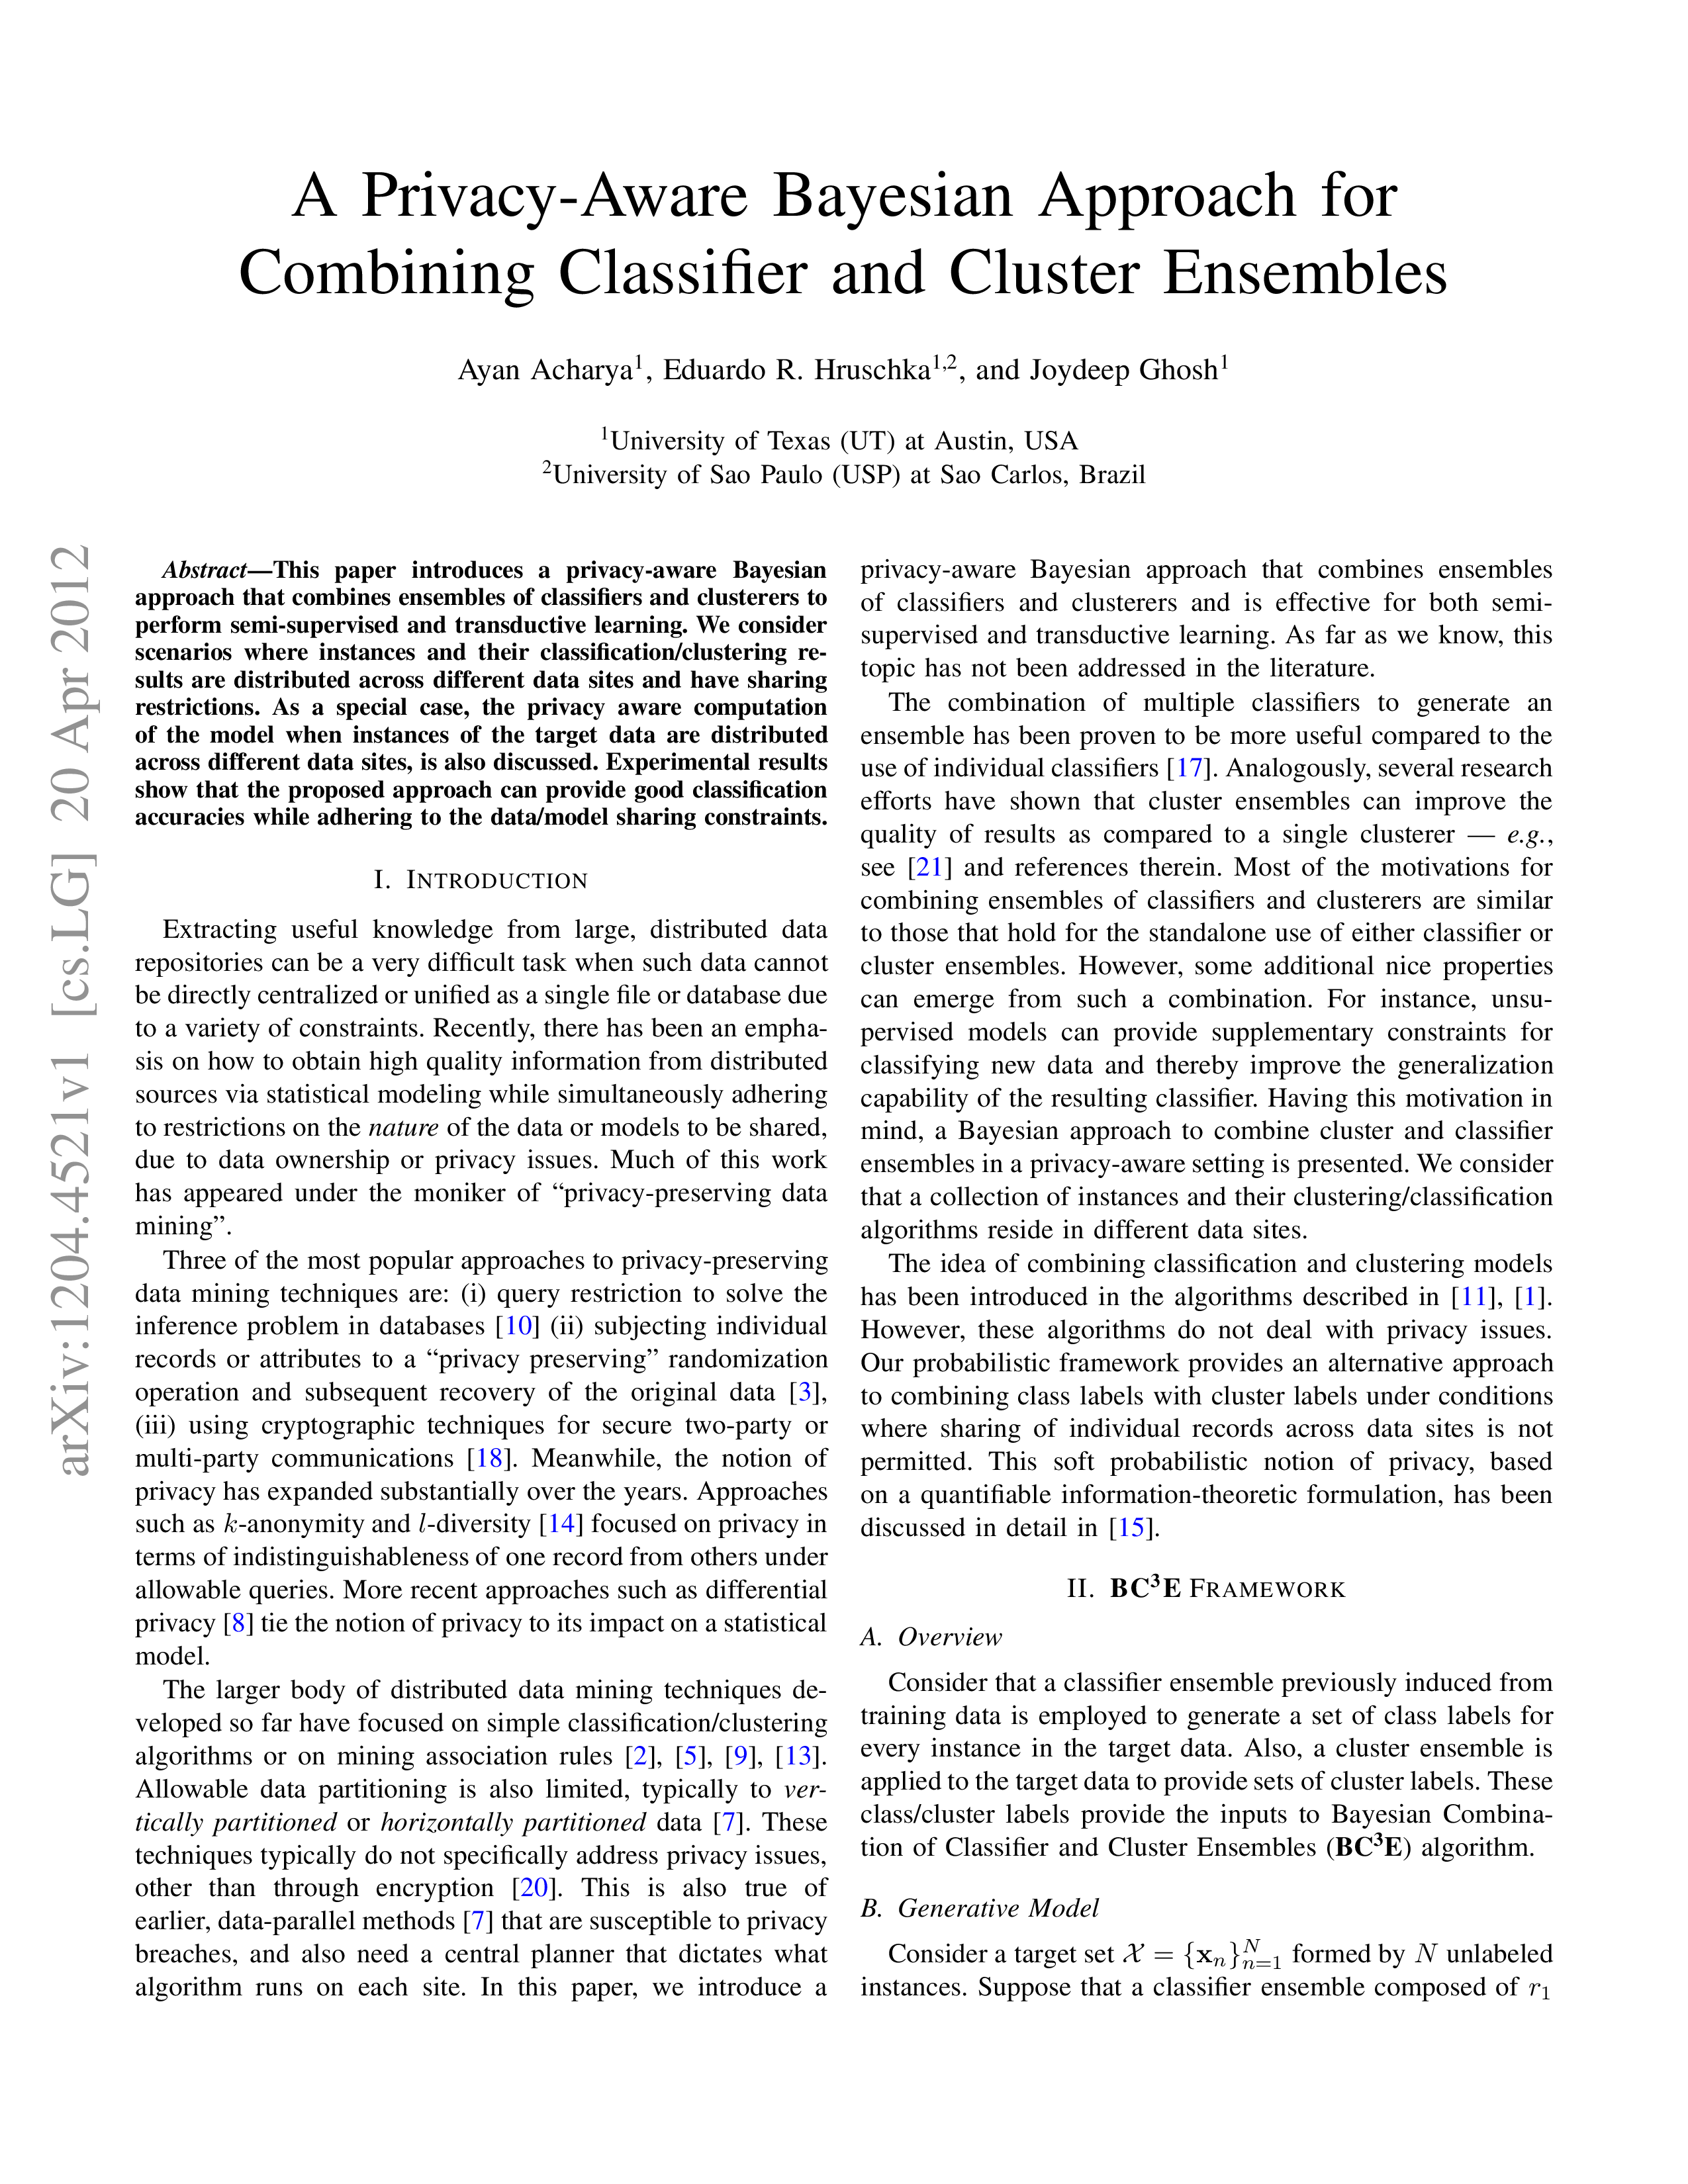 A Privacy-Aware Bayesian Approach for
Combining Classifier and Cluster Ensembles
Ayan Acharya1, Eduardo R. Hruschka1,2, and Joydeep Ghosh1
1University of Texas (UT) at Austin, USA
2University of Sao Paulo (USP) at Sao Carlos, Brazil
arXiv:1204.4521v1 [cs.LG] 20 Apr 2012
Abstract—This paper introduces a privacy-aware Bayesian
approach that combines ensembles of classifiers and clusterers to
perform semi-supervised and transductive learning. We consider
scenarios where instances and their classification/clustering re-
sults are distributed across different data sites and have sharing
restrictions. As a special case, the privacy aware computation
of the model when instances of the target data are distributed
across different data sites, is also discussed. Experimental results
show that the proposed approach can provide good classification
accuracies while adhering to the data/model sharing constraints.
I. INTRODUCTION
Extracting useful knowledge from large, distributed data
repositories can be a very difficult task when such data cannot
be directly centralized or unified as a single file or database due
to a variety of constraints. Recently, there has been an empha-
sis on how to obtain high quality information from distributed
sources via statistical modeling while simultaneously adhering
to restrictions on the nature of the data or models to be shared,
due to data ownership or privacy issues. Much of this work
has appeared under the moniker of “privacy-preserving data
mining”.
Three of the most popular approaches to privacy-preserving
data mining techniques are: (i) query restriction to solve the
inference problem in databases [10] (ii) subjecting individual
records or attributes to a “privacy preserving” randomization
operation and subsequent recovery of the original data [3],
(iii) using cryptographic techniques for secure two-party or
multi-party communications [18]. Meanwhile, the notion of
privacy has expanded substantially over the years. Approaches
such as k-anonymity and l-diversity [14] focused on privacy in
terms of indistinguishableness of one record from others under
allowable queries. More recent approaches such as differential
privacy [8] tie the notion of privacy to its impact on a statistical
model.
The larger body of distributed data mining techniques de-
veloped so far have focused on simple classification/clustering
algorithms or on mining association rules [2], [5], [9], [13].
Allowable data partitioning is also limited, typically to ver-
tically partitioned or horizontally partitioned data [7]. These
techniques typically do not specifically address privacy issues,
other than through encryption [20]. This is also true of
earlier, data-parallel methods [7] that are susceptible to privacy
breaches, and also need a central planner that dictates what
algorithm runs on each site. In this paper, we introduce a
privacy-aware Bayesian approach that combines ensembles
of classifiers and clusterers and is effective for both semi-
supervised and transductive learning. As far as we know, this
topic has not been addressed in the literature.
The combination of multiple classifiers to generate an
ensemble has been proven to be more useful compared to the
use of individual classifiers [17]. Analogously, several research
efforts have shown that cluster ensembles can improve the
quality of results as compared to a single clusterer — e.g.,
see [21] and references therein. Most of the motivations for
combining ensembles of classifiers and clusterers are similar
to those that hold for the standalone use of either classifier or
cluster ensembles. However, some additional nice properties
can emerge from such a combination. For instance, unsu-
pervised models can provide supplementary constraints for
classifying new data and thereby improve the generalization
capability of the resulting classifier. Having this motivation in
mind, a Bayesian approach to combine cluster and classifier
ensembles in a privacy-aware setting is presented. We consider
that a collection of instances and their clustering/classification
algorithms reside in different data sites.
The idea of combining classification and clustering models
has been introduced in the algorithms described in [11], [1].
However, these algorithms do not deal with privacy issues.
Our probabilistic framework provides an alternative approach
to combining class labels with cluster labels under conditions
where sharing of individual records across data sites is not
permitted. This soft probabilistic notion of privacy, based
on a quantifiable information-theoretic formulation, has been
discussed in detail in [15].
II. BC3E FRAMEWORK
A. Overview
Consider that a classifier ensemble previously induced from
training data is employed to generate a set of class labels for
every instance in the target data. Also, a cluster ensemble is
applied to the target data to provide sets of cluster labels. These
class/cluster labels provide the inputs to Bayesian Combina-
tion of Classifier and Cluster Ensembles (BC3E) algorithm.
B. Generative Model
Consider a target set X = {xn}Nn=1 formed by N unlabeled
instances. Suppose that a classifier ensemble composed of r1